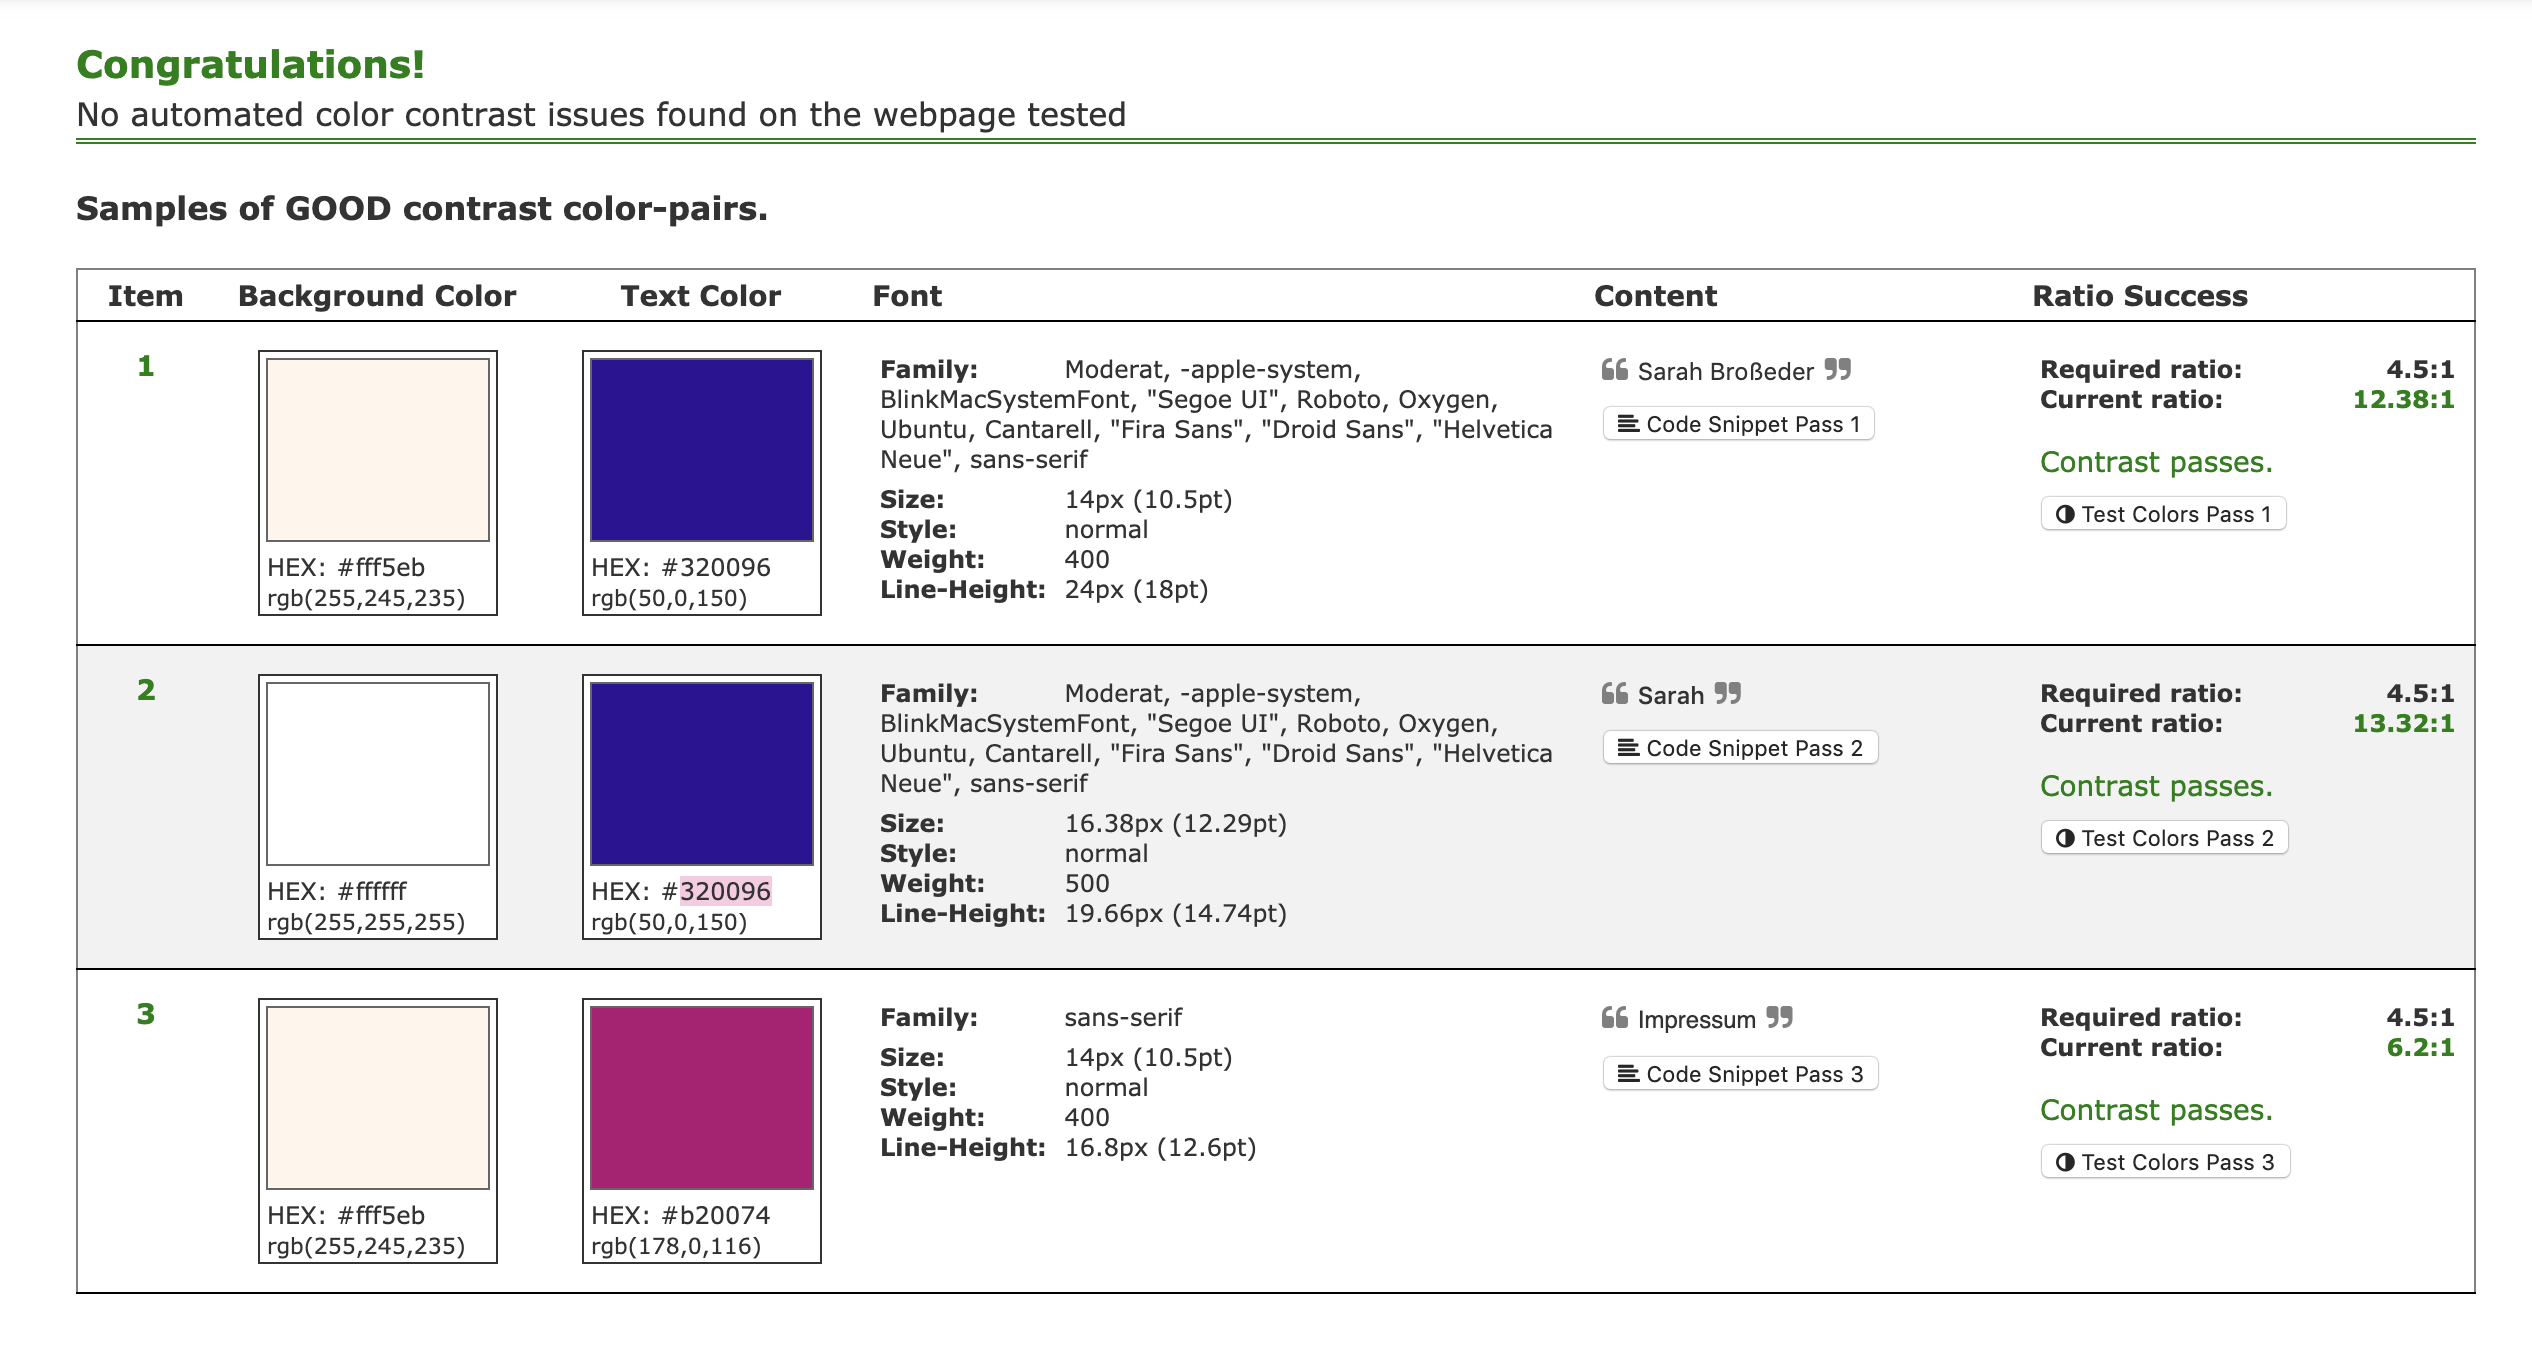 Congratulations!
No automated color contrast issues found on the webpage tested
Samples of GOOD contrast color-pairs.
Item Background Color Text Color Font Content Ratio Success
1
HEX: #fff5eb
rgb(255,245,235)
HEX: #320096
rgb(50,0,150)
Family: Moderat, -apple-system,
BlinkMacSystemFont, "Segoe UI", Roboto, Oxygen,
Ubuntu, Cantarell, "Fira Sans", "Droid Sans", "Helvetica
Neue", sans-serif
Size: 14px (10.5pt)
Style: normal
Weight: 400
Line-Height: 24px (18pt)
❝ Sarah Broßeder ❞
Code Snippet Pass 1
Required ratio: 4.5:1
Current ratio: 12.38:1
Contrast passes.
Test Colors Pass 1
2
HEX: #ffffff
rgb(255,255,255)
HEX: #320096
rgb(50,0,150)
Family: Moderat, -apple-system,
BlinkMacSystemFont, "Segoe UI", Roboto, Oxygen,
Ubuntu, Cantarell, "Fira Sans", "Droid Sans", "Helvetica
Neue", sans-serif
Size: 16.38px (12.29pt)
Style: normal
Weight: 500
Line-Height: 19.66px (14.74pt)
❝ Sarah ❞
Code Snippet Pass 2
Required ratio: 4.5:1
Current ratio: 13.32:1
Contrast passes.
Test Colors Pass 2
3
HEX: #fff5eb
rgb(255,245,235)
HEX: #b20074
rgb(178,0,116)
Family: sans-serif
Size: 14px (10.5pt)
Style: normal
Weight: 400
Line-Height: 16.8px (12.6pt)
❝ Impressum ❞
Code Snippet Pass 3
Required ratio: 4.5:1
Current ratio: 6.2:1
Contrast passes.
Test Colors Pass 3